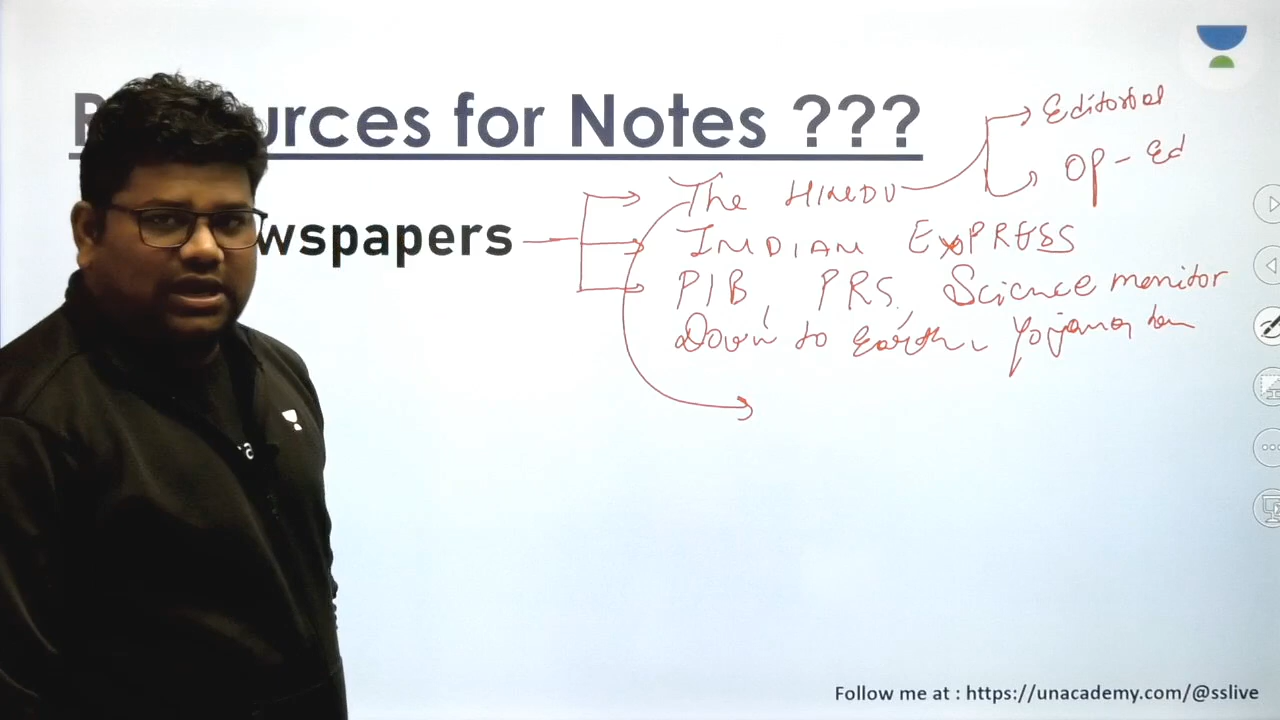 urces for Notes ???
Editorial
Op - Ed
wspapers
The HINDU
INDIAN EXPRESS
PIB, PRS, Science monitor
Down to Earth, Yojana,
Follow me at : https://unacademy.com/@sslive